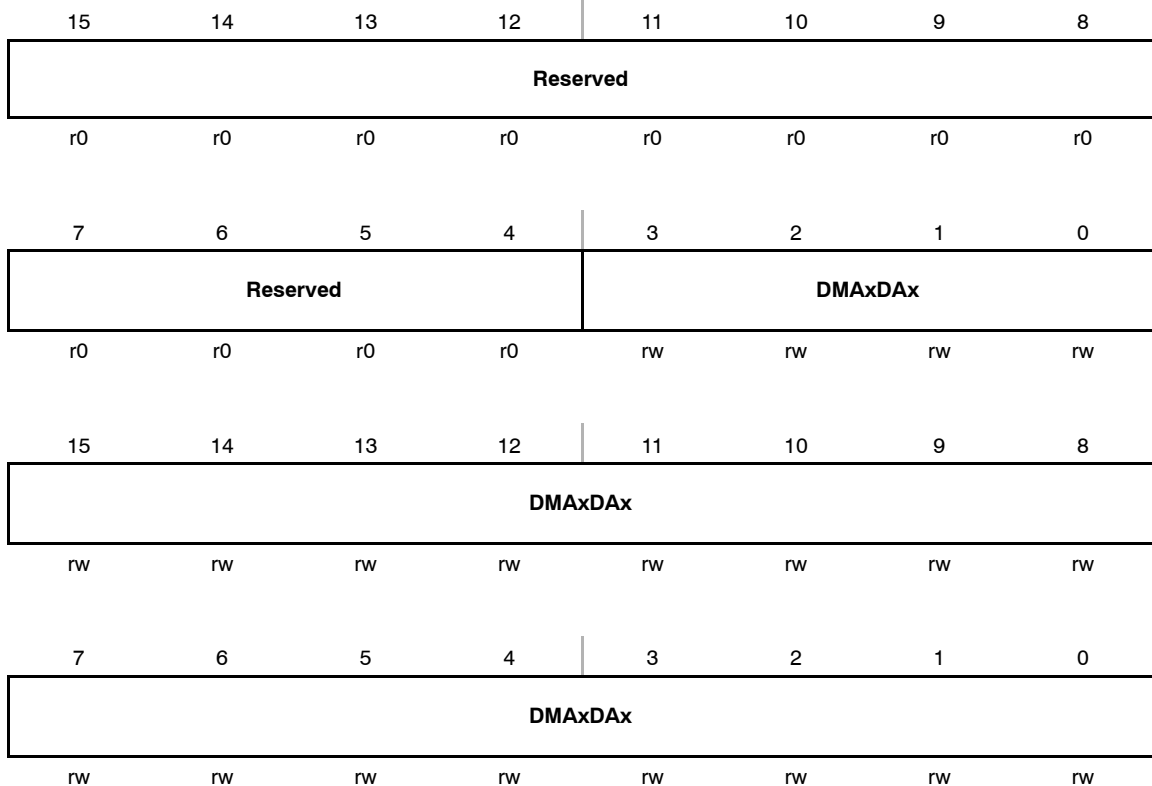 15 14 13 12 11 10 9 8
Reserved
r0 r0 r0 r0 r0 r0 r0 r0
7 6 5 4 3 2 1 0
Reserved DMAxDAx
r0 r0 r0 r0 rw rw rw rw
15 14 13 12 11 10 9 8
DMAxDAx
rw rw rw rw rw rw rw rw
7 6 5 4 3 2 1 0
DMAxDAx
rw rw rw rw rw rw rw rw